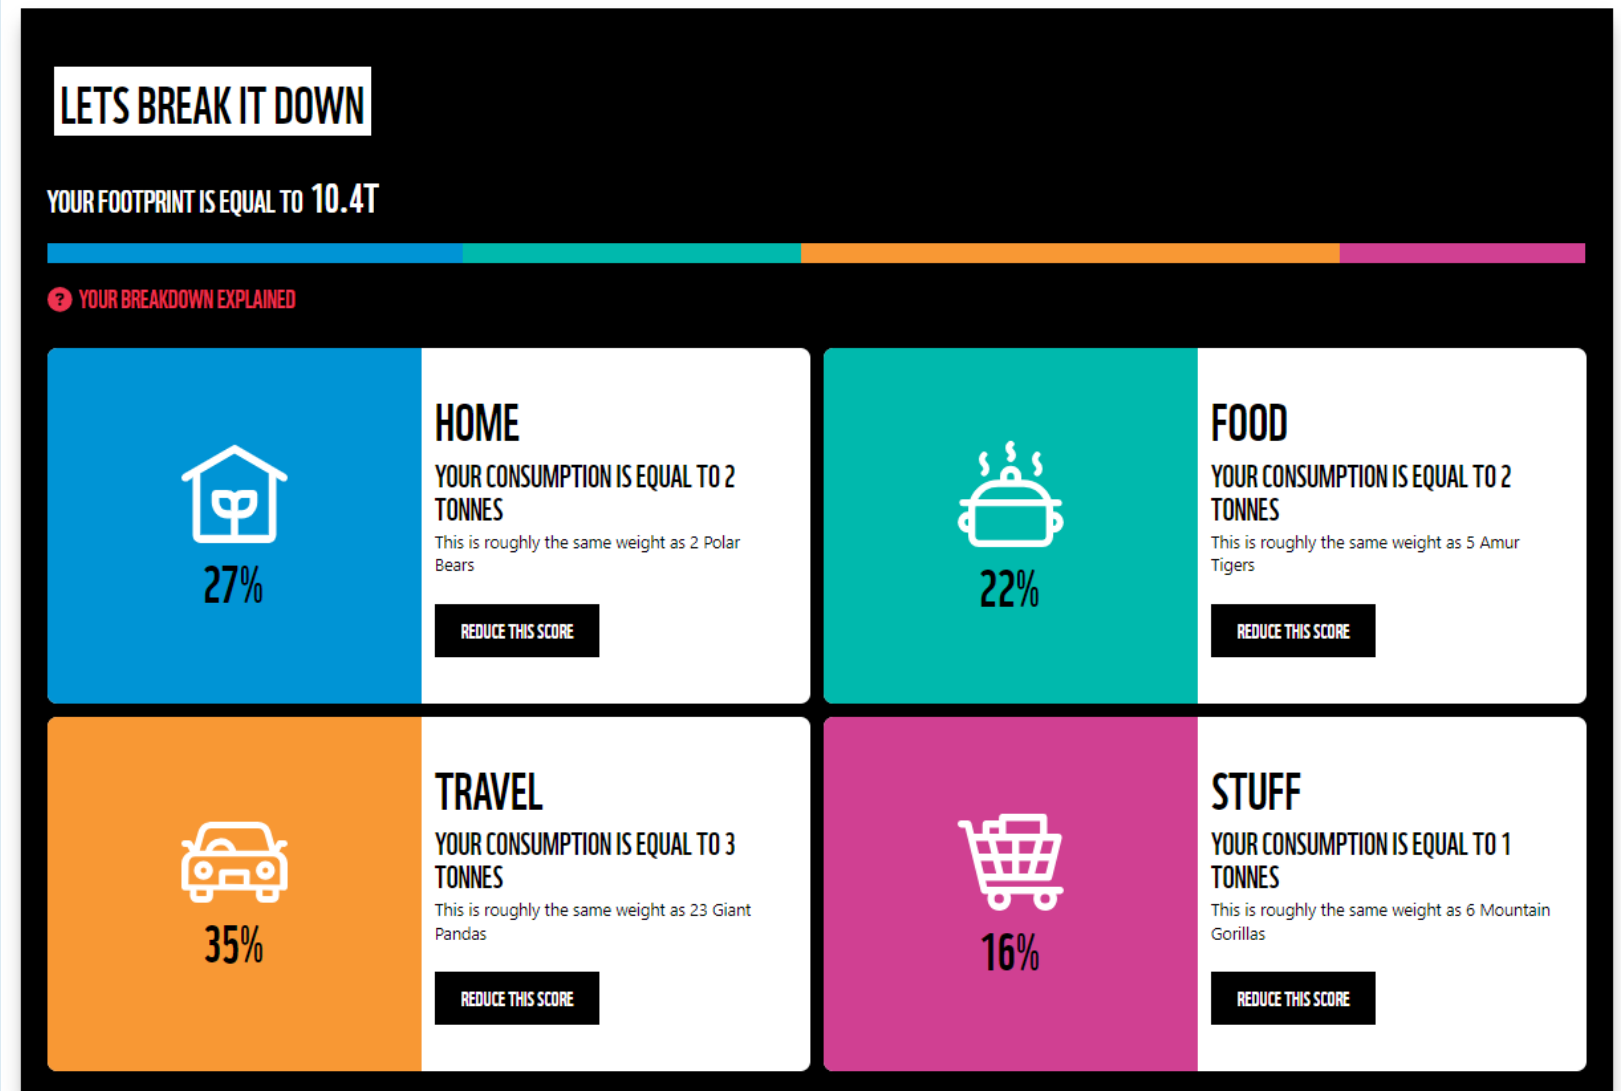 LETS BREAK IT DOWN
YOUR FOOTPRINT IS EQUAL TO 10.4T
? YOUR BREAKDOWN EXPLAINED
HOME
YOUR CONSUMPTION IS EQUAL TO 2
TONNES
This is roughly the same weight as 2 Polar
Bears
27%
REDUCE THIS SCORE
FOOD
YOUR CONSUMPTION IS EQUAL TO 2
TONNES
This is roughly the same weight as 5 Amur
Tigers
22%
REDUCE THIS SCORE
TRAVEL
YOUR CONSUMPTION IS EQUAL TO 3
TONNES
This is roughly the same weight as 23 Giant
Pandas
35%
REDUCE THIS SCORE
STUFF
YOUR CONSUMPTION IS EQUAL TO 1
TONNES
This is roughly the same weight as 6 Mountain
Gorillas
16%
REDUCE THIS SCORE